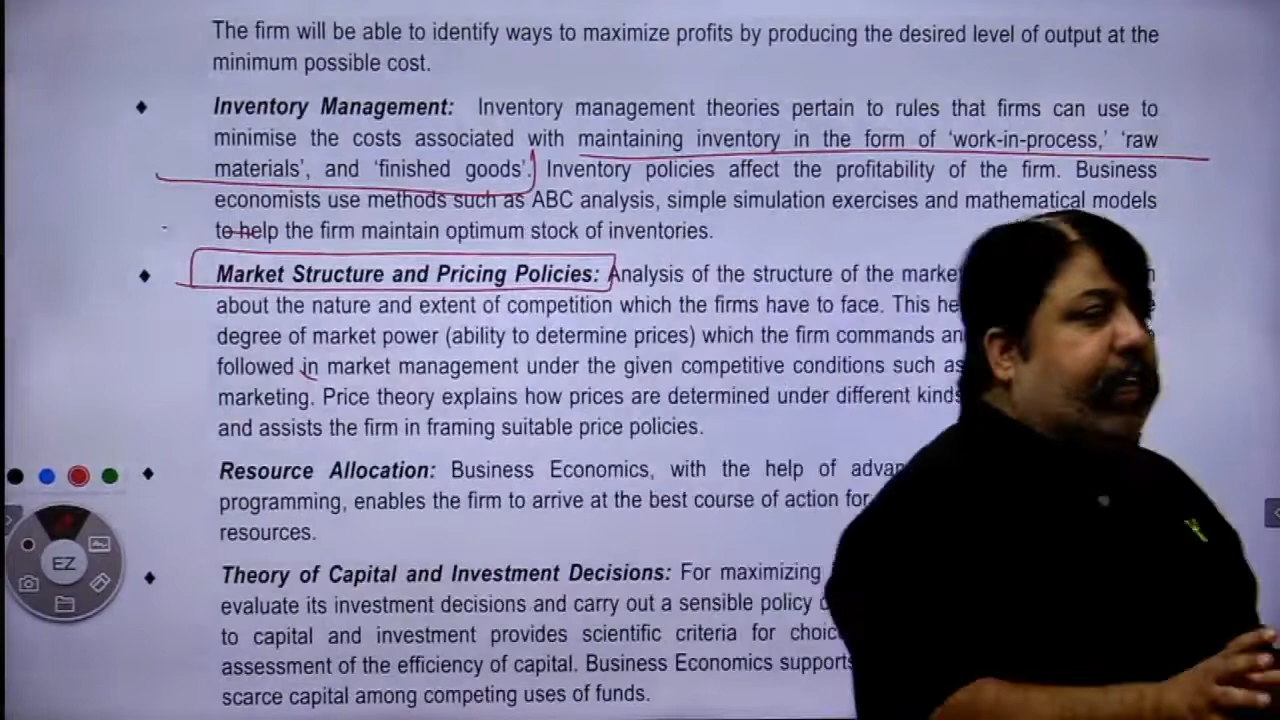 The firm will be able to identify ways to maximize profits by producing the desired level of output at the
minimum possible cost.
♦ Inventory Management: Inventory management theories pertain to rules that firms can use to
minimise the costs associated with maintaining inventory in the form of ‘work-in-process,’ ‘raw
materials’, and ‘finished goods’. Inventory policies affect the profitability of the firm. Business
economists use methods such as ABC analysis, simple simulation exercises and mathematical models
to help the firm maintain optimum stock of inventories.
♦ Market Structure and Pricing Policies: Analysis of the structure of the
about the nature and extent of competition which the firms have to face. This
degree of market power (ability to determine prices) which the firm commands
followed in market management under the given competitive conditions such as
marketing. Price theory explains how prices are determined under different
and assists the firm in framing suitable price policies.
♦ Resource Allocation: Business Economics, with the help of
programming, enables the firm to arrive at the best course of action for
resources.
♦ Theory of Capital and Investment Decisions: For maximizing
evaluate its investment decisions and carry out a sensible policy
to capital and investment provides scientific criteria for
assessment of the efficiency of capital. Business Economics supports
scarce capital among competing uses of funds.
EZ